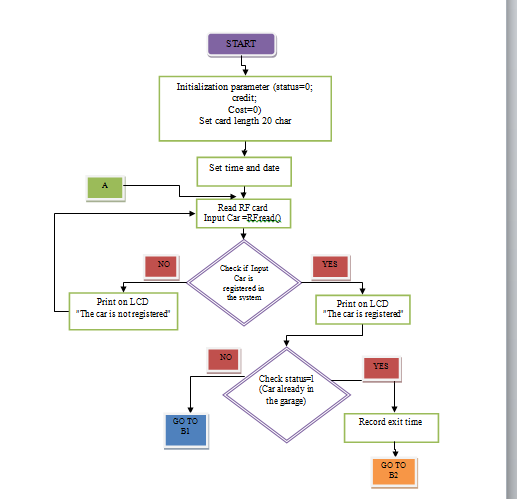 START
Initialization parameter (status=0;
credit;
Cost=0)
Set card length 20 char
Set time and date
A
Read RF card
Input Car =RFread()
NO
YES
Check if Input
Car is
registered in
the system
Print on LCD
"The car is not registered"
Print on LCD
"The car is registered"
NO
YES
Check status=1
(Car already in
the garage)
GO TO
B1
Record exit time
GO TO
B2